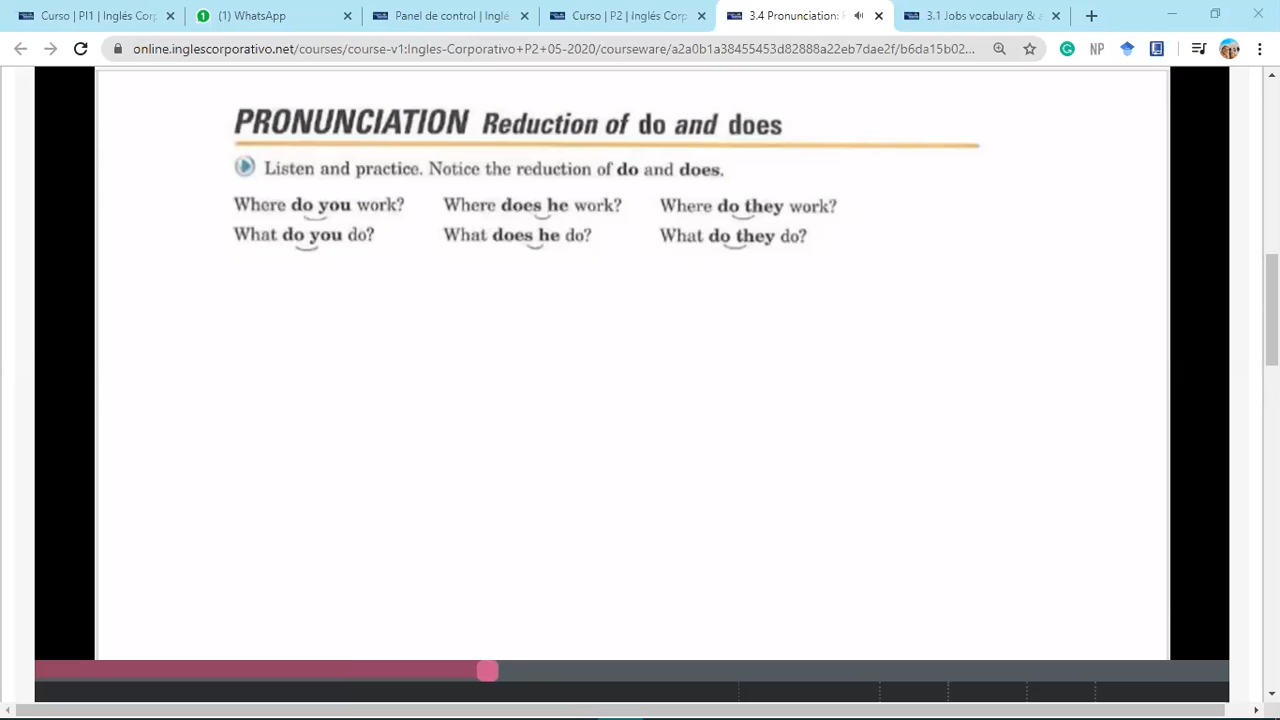 Curso | PI1 | Inglés Corp
(1) WhatsApp
Panel de control | Inglé
Curso | P2 | Inglés Corp
3.4 Pronunciation:
3.1 Jobs vocabulary &
online.inglescorporativo.net/courses/course-v1:Ingles-Corporativo+P2+05-2020/courseware/a2a0b1a38455453d82888a22eb7dae2f/b6da15b02...
NP
PRONUNCIATION Reduction of do and does
Listen and practice. Notice the reduction of do and does.
Where do you work? Where does he work? Where do they work?
What do you do? What does he do? What do they do?